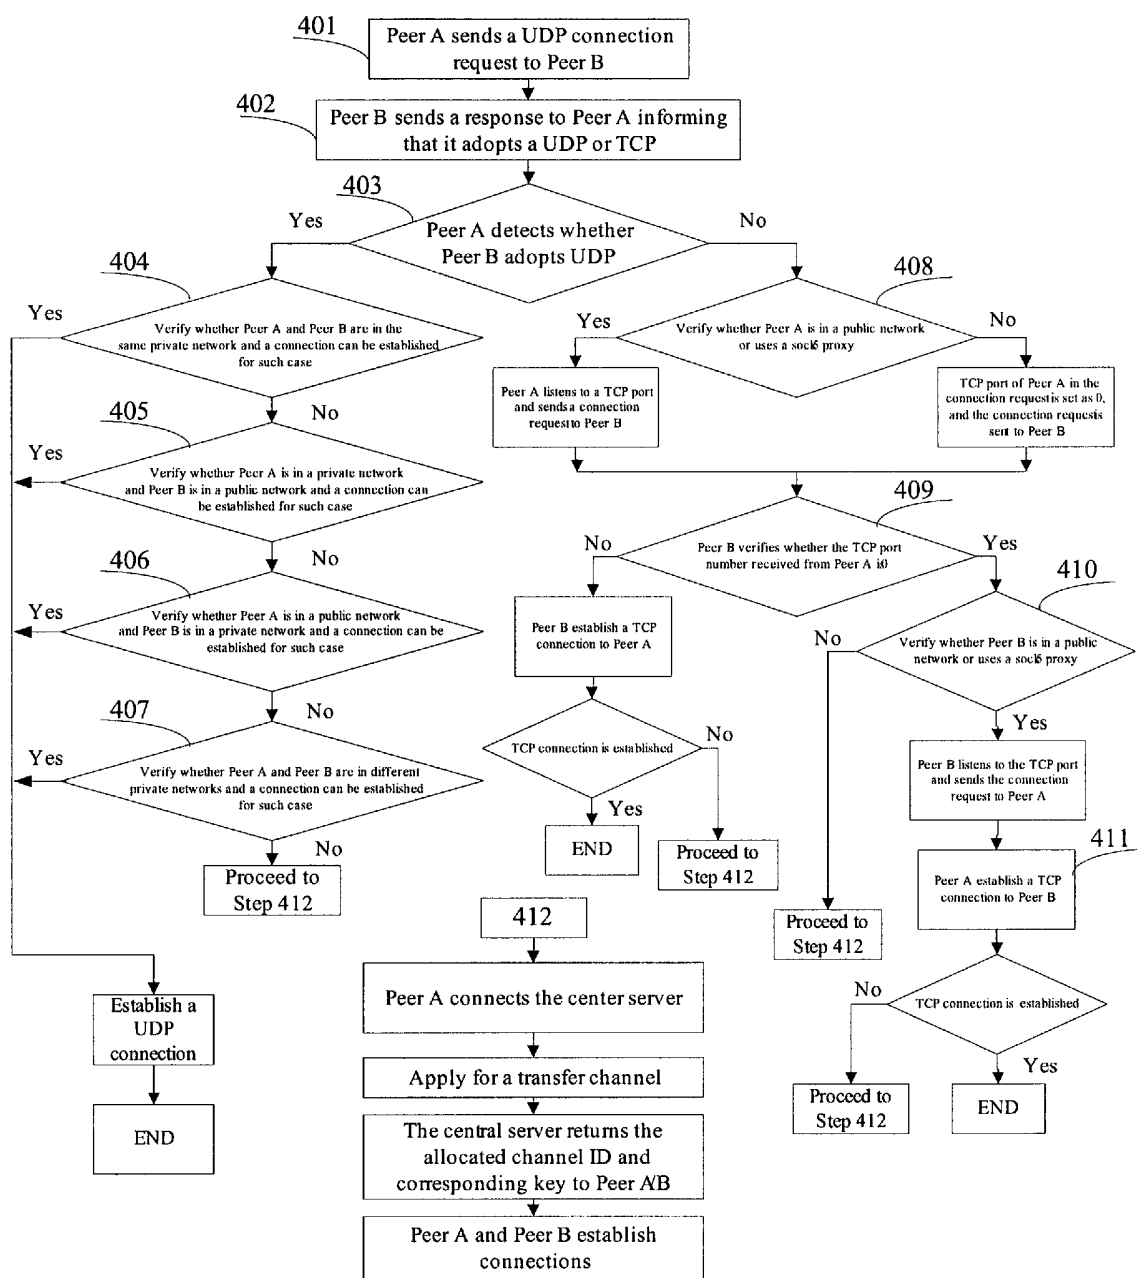 401
Peer A sends a UDP connection
request to Peer B
402
Peer B sends a response to Peer A informing
that it adopts a UDP or TCP
403
Yes
No
Peer A detects whether
Peer B adopts UDP
404
Yes
Verify whether Peer A and Peer B are in the
same private network and a connection can be established
for such case
No
408
Yes
No
Verify whether Peer A is in a public network
or uses a sock5 proxy
Peer A listens to a TCP port
and sends a connection
request to Peer B
TCP port of Peer A in the
connection request is set as 0,
and the connection request is
sent to Peer B
405
Yes
Verify whether Peer A is in a private network
and Peer B is in a public network and a connection can
be established for such case
No
409
No
Yes
Peer B verifies whether the TCP port
number received from Peer A is 0
406
Yes
Verify whether Peer A is in a public network
and Peer B is in a private network and a connection can be
established for such case
No
Peer B establish a TCP
connection to Peer A
410
No
Verify whether Peer B is in a public
network or uses a sock5 proxy
Yes
407
Yes
Verify whether Peer A and Peer B are in different
private networks and a connection can be established
for such case
No
Proceed to
Step 412
TCP connection is established
No
Yes
END
Proceed to
Step 412
Peer B listens to the TCP port
and sends the connection
request to Peer A
411
Peer A establish a TCP
connection to Peer B
Proceed to
Step 412
No
TCP connection is established
Yes
Proceed to
Step 412
END
Establish a
UDP
connection
END
412
Peer A connects the center server
Apply for a transfer channel
The central server returns the
allocated channel ID and
corresponding key to Peer A/B
Peer A and Peer B establish
connections